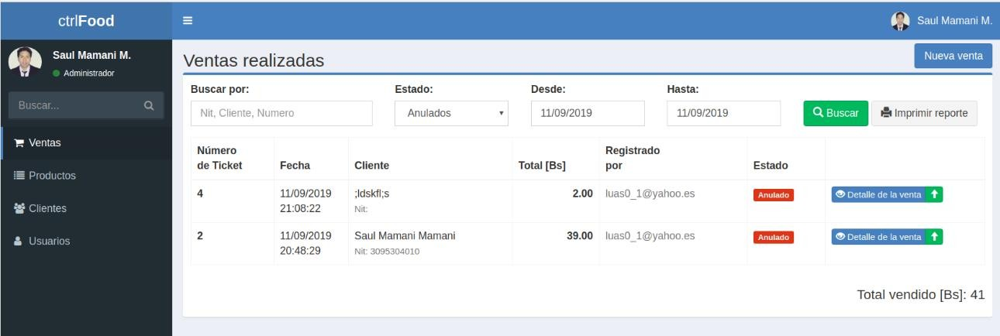 ctrlFood
Saul Mamani M.
Saul Mamani M.
Administrador
Buscar...
Ventas
Productos
Clientes
Usuarios
Ventas realizadas
Nueva venta
Buscar por: Estado: Desde: Hasta:
Nit, Cliente, Numero Anulados 11/09/2019 11/09/2019 Buscar Imprimir reporte
Número de Ticket Fecha Cliente Total [Bs] Registrado por Estado
4 11/09/2019 21:08:22 ;ldskfl;s Nit: 2.00 luas0_1@yahoo.es Anulado Detalle de la venta
2 11/09/2019 20:48:29 Saul Mamani Mamani Nit: 3095304010 39.00 luas0_1@yahoo.es Anulado Detalle de la venta
Total vendido [Bs]: 41